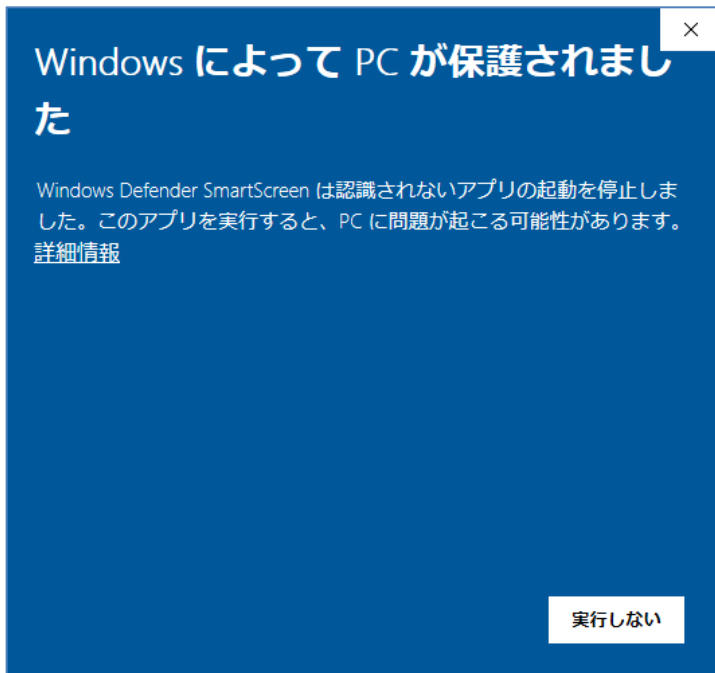 Windows によって PC が保護されまし
た
Windows Defender SmartScreen は認識されないアプリの起動を停止しま
した。このアプリを実行すると、PC に問題が起こる可能性があります。
詳細情報
実行しない